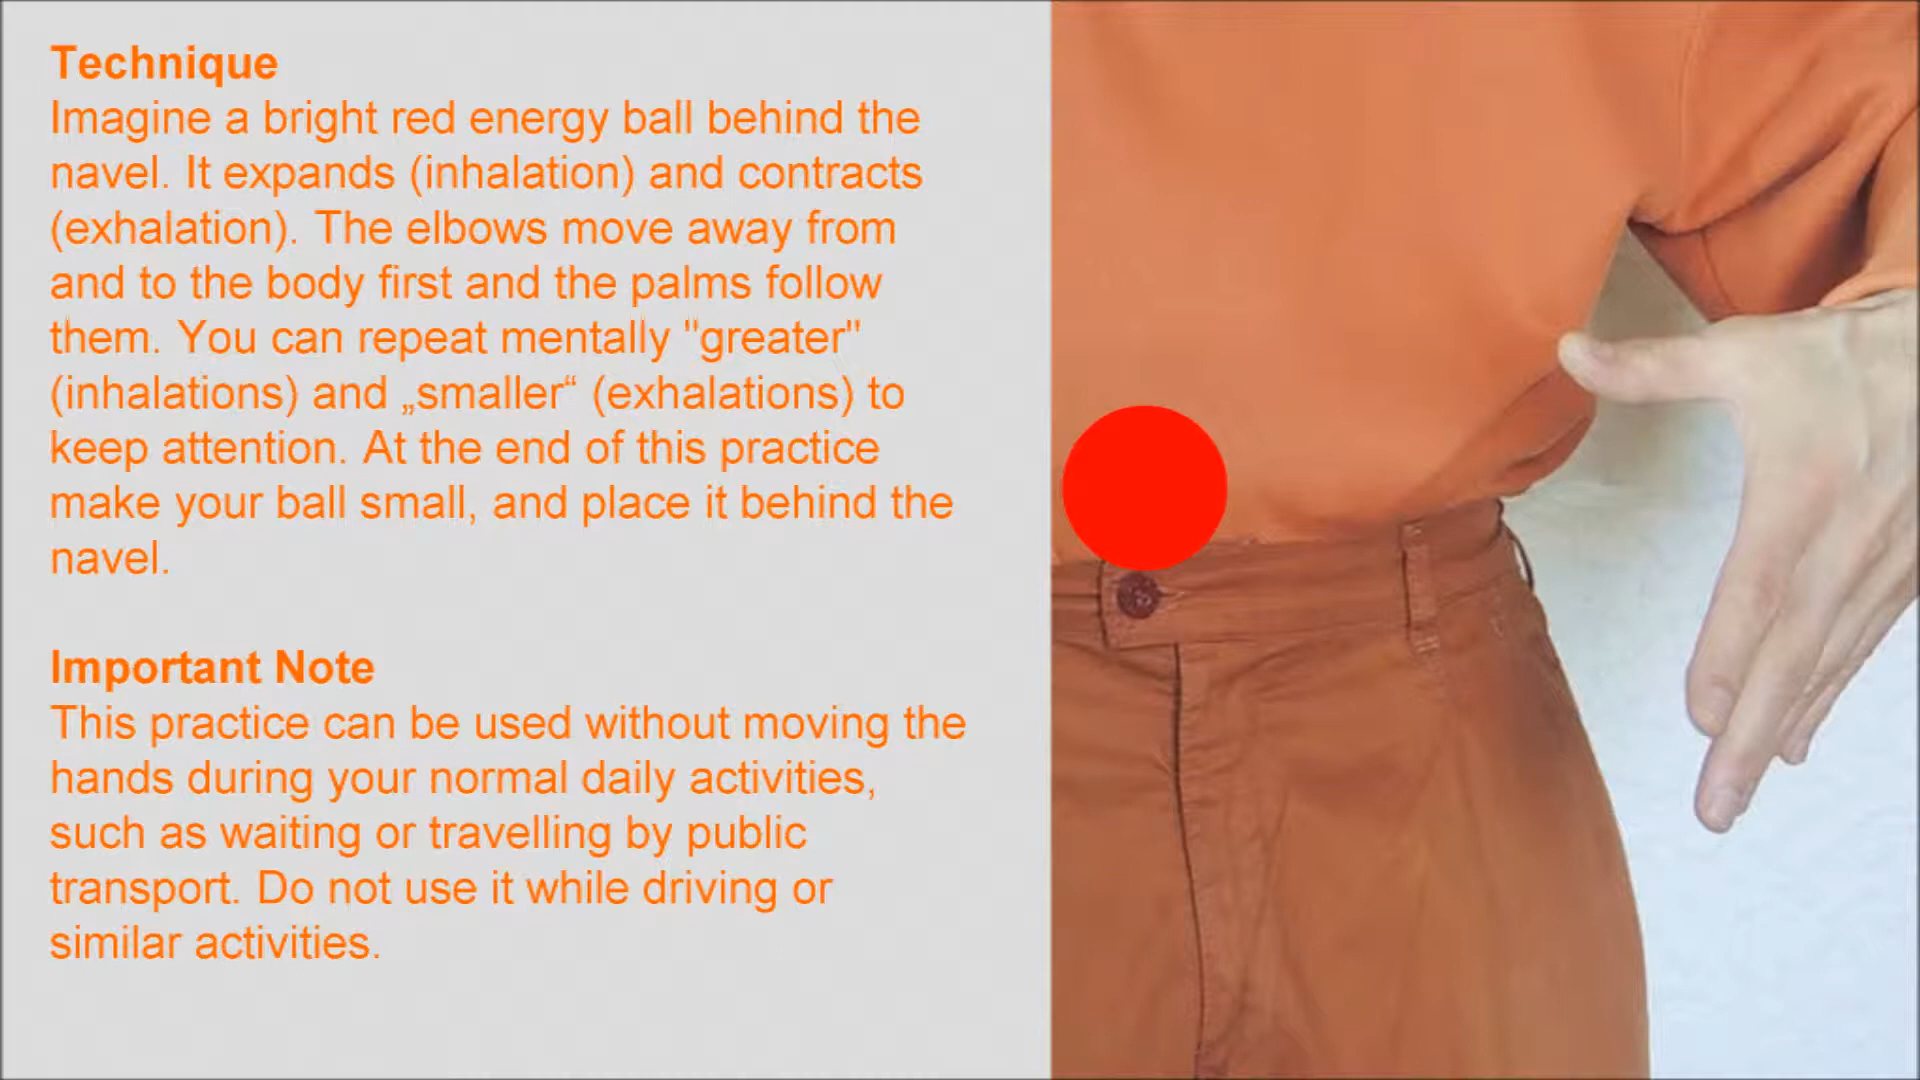 Technique
Imagine a bright red energy ball behind the
navel. It expands (inhalation) and contracts
(exhalation). The elbows move away from
and to the body first and the palms follow
them. You can repeat mentally "greater"
(inhalations) and „smaller“ (exhalations) to
keep attention. At the end of this practice
make your ball small, and place it behind the
navel.
Important Note
This practice can be used without moving the
hands during your normal daily activities,
such as waiting or travelling by public
transport. Do not use it while driving or
similar activities.